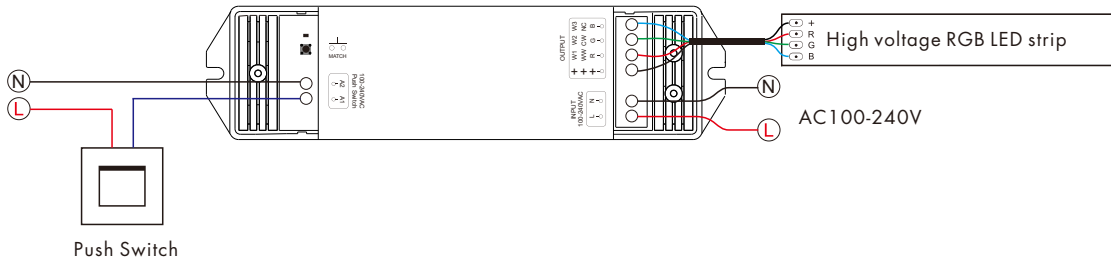 N
L
Push Switch
MATCH
A2
A1
100-240VAC
Push Switch
OUTPUT
W3 NC B
W2 CW G
W1 WW R
+ + +
INPUT
100-240VAC
N
L
N
L
AC100-240V
+
R
G
B
High voltage RGB LED strip